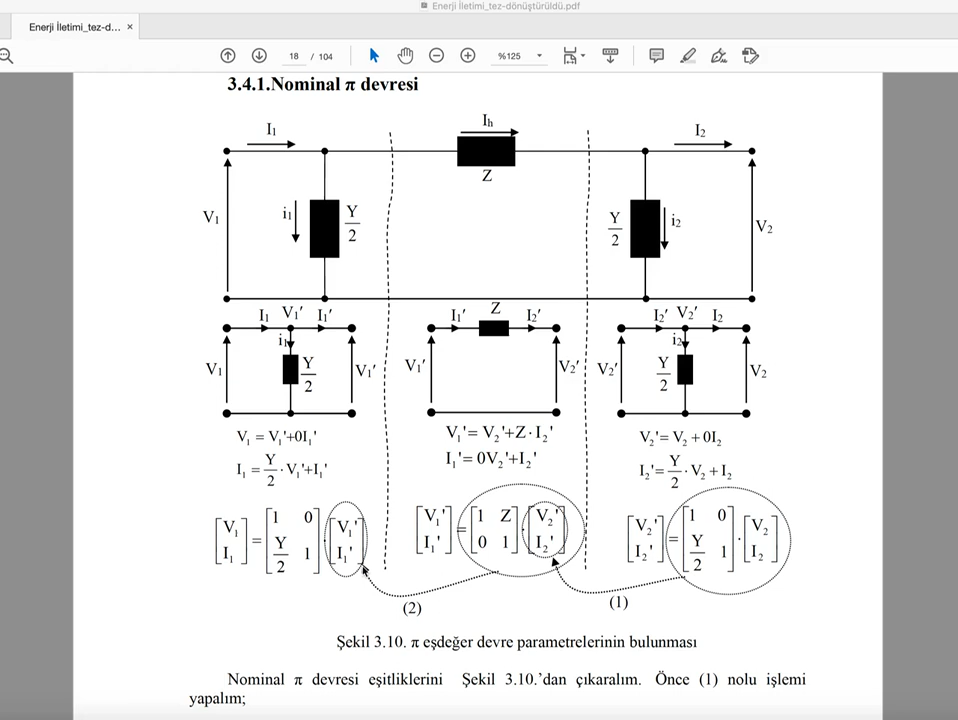 Enerji İletimi_tez-dönüştürüldü.pdf
Enerji İletimi_tez-d... ×
18 / 104 %125
3.4.1.Nominal π devresi
I₁ Iₕ I₂
Z
V₁ i₁ Y/2 Y/2 i₂ V₂
I₁ V₁′ I₁′ I₁′ Z I₂′ I₂′ V₂′ I₂
i₁ i₂
V₁ Y/2 V₁′ V₁′ V₂′ V₂′ Y/2 V₂
V₁ = V₁'+0I₁' V₁'= V₂'+Z·I₂' V₂'= V₂ + 0I₂
I₁ = Y/2 · V₁'+I₁' I₁'= 0V₂'+I₂' I₂'= Y/2 · V₂ + I₂
[V₁ I₁] = [1 0 Y/2 1] · [V₁' I₁'] [V₁' I₁'] = [1 Z 0 1] · [V₂' I₂'] [V₂' I₂'] = [1 0 Y/2 1] · [V₂ I₂]
(2) (1)
Şekil 3.10. π eşdeğer devre parametrelerinin bulunması
Nominal π devresi eşitliklerini Şekil 3.10.’dan çıkaralım. Önce (1) nolu işlemi
yapalım;